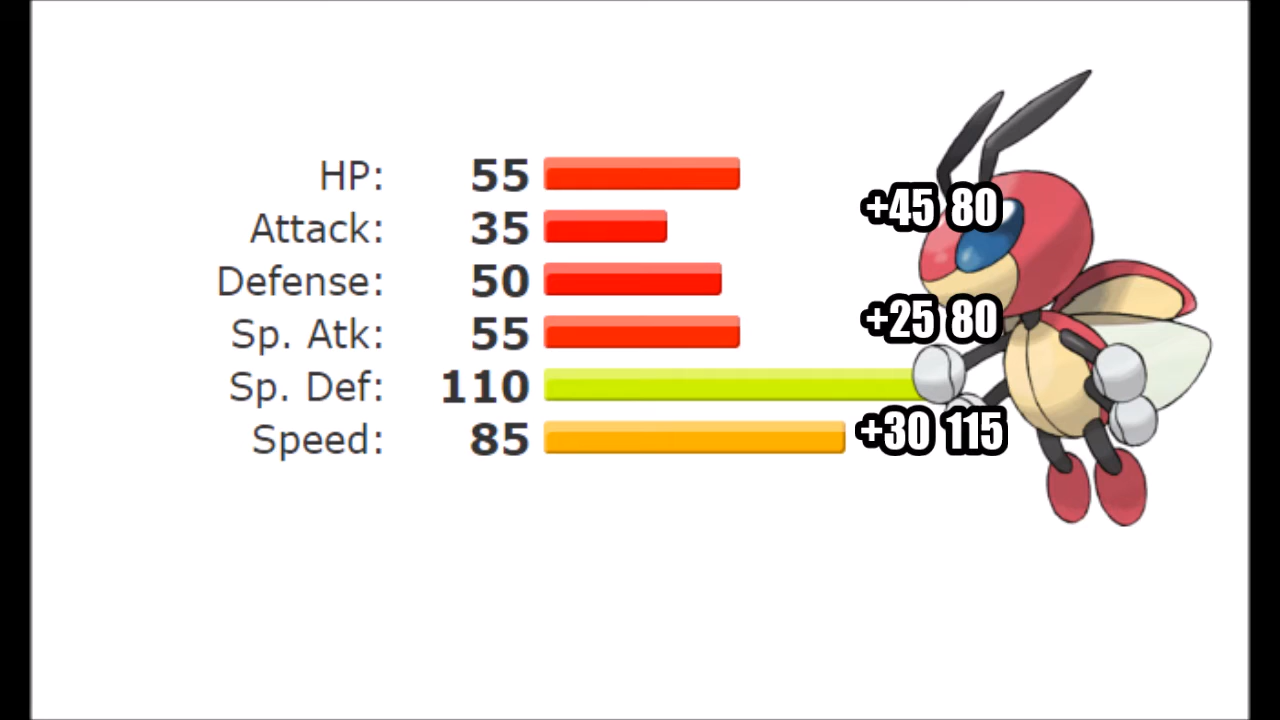 HP: 55
Attack: 35 +45 80
Defense: 50
Sp. Atk: 55 +25 80
Sp. Def: 110
Speed: 85 +30 115